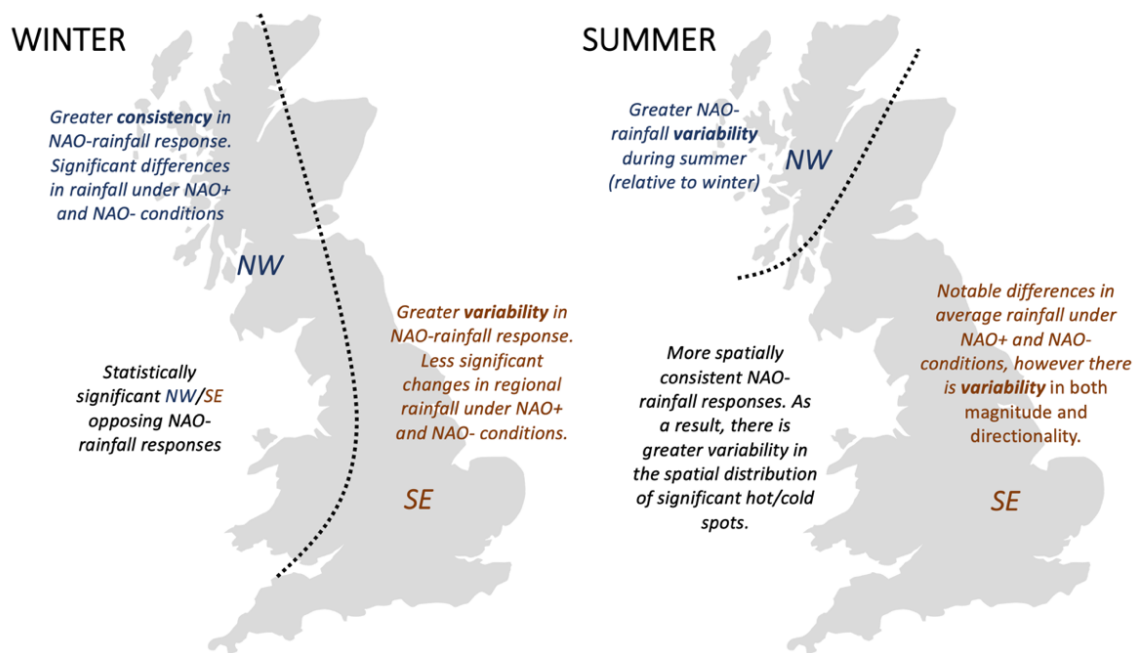 WINTER
Greater consistency in
NAO-rainfall response.
Significant differences
in rainfall under NAO+
and NAO- conditions
NW
Greater variability in
NAO-rainfall response.
Less significant
changes in regional
rainfall under NAO+
and NAO- conditions.
Statistically
significant NW/SE
opposing NAO-
rainfall responses
SE
SUMMER
Greater NAO-
rainfall variability
during summer
(relative to winter)
NW
Notable differences in
average rainfall under
NAO+ and NAO-
conditions, however there
is variability in both
magnitude and
directionality.
More spatially
consistent NAO-
rainfall responses. As
a result, there is
greater variability in
the spatial distribution
of significant hot/cold
spots.
SE